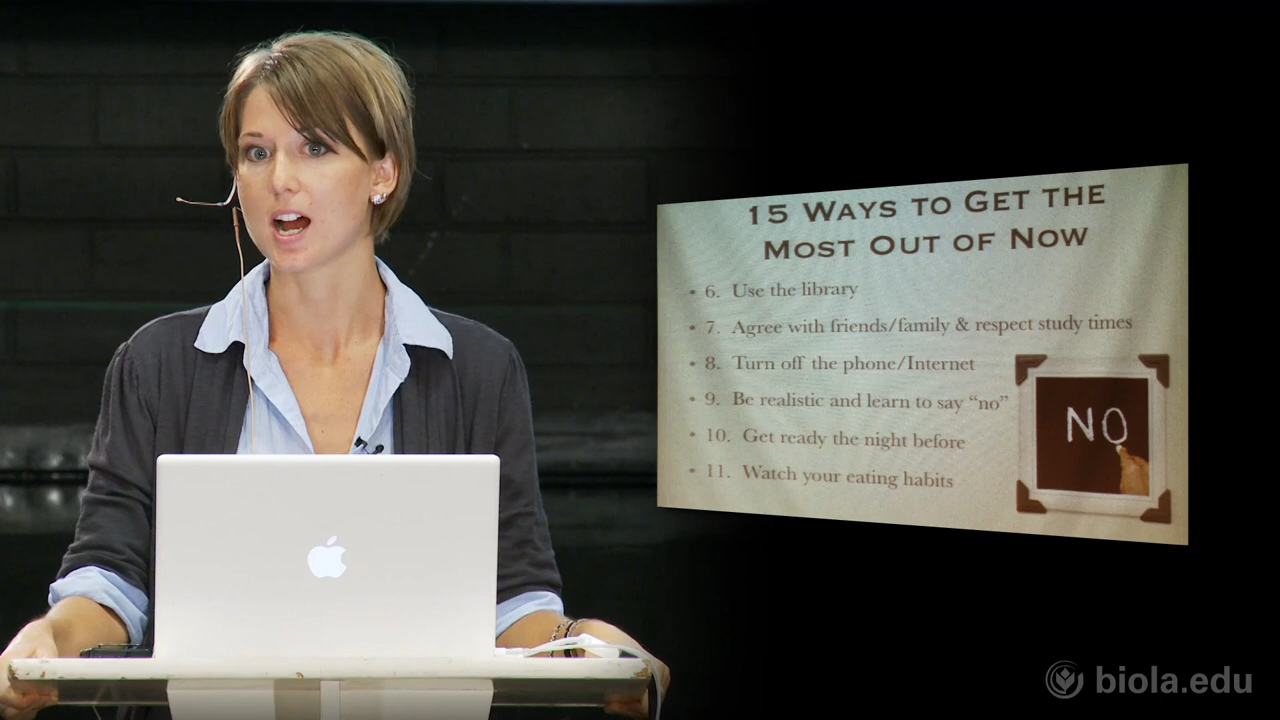 15 Ways to Get the
Most Out of Now
• 6. Use the library
• 7. Agree with friends/family & respect study times
• 8. Turn off the phone/Internet
• 9. Be realistic and learn to say “no”
• 10. Get ready the night before
• 11. Watch your eating habits
NO
biola.edu